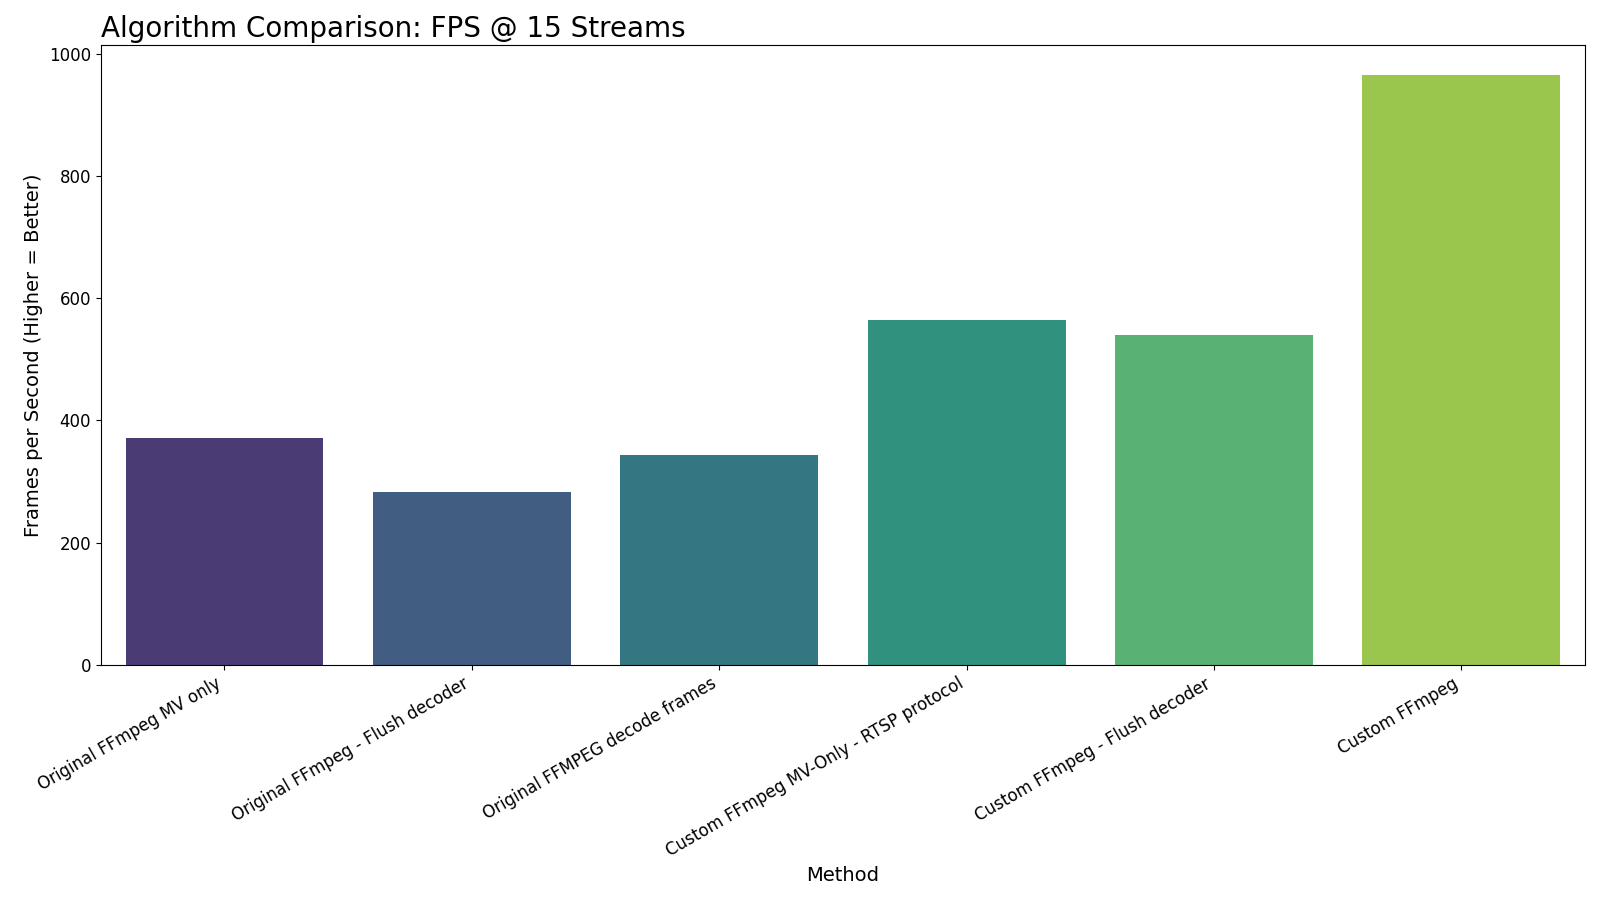 Algorithm Comparison: FPS @ 15 Streams
Frames per Second (Higher = Better)
1000
800
600
400
200
0
Original FFmpeg MV only
Original FFmpeg - Flush decoder
Original FFMPEG decode frames
Custom FFmpeg MV-Only - RTSP protocol
Custom FFmpeg - Flush decoder
Custom FFmpeg
Method